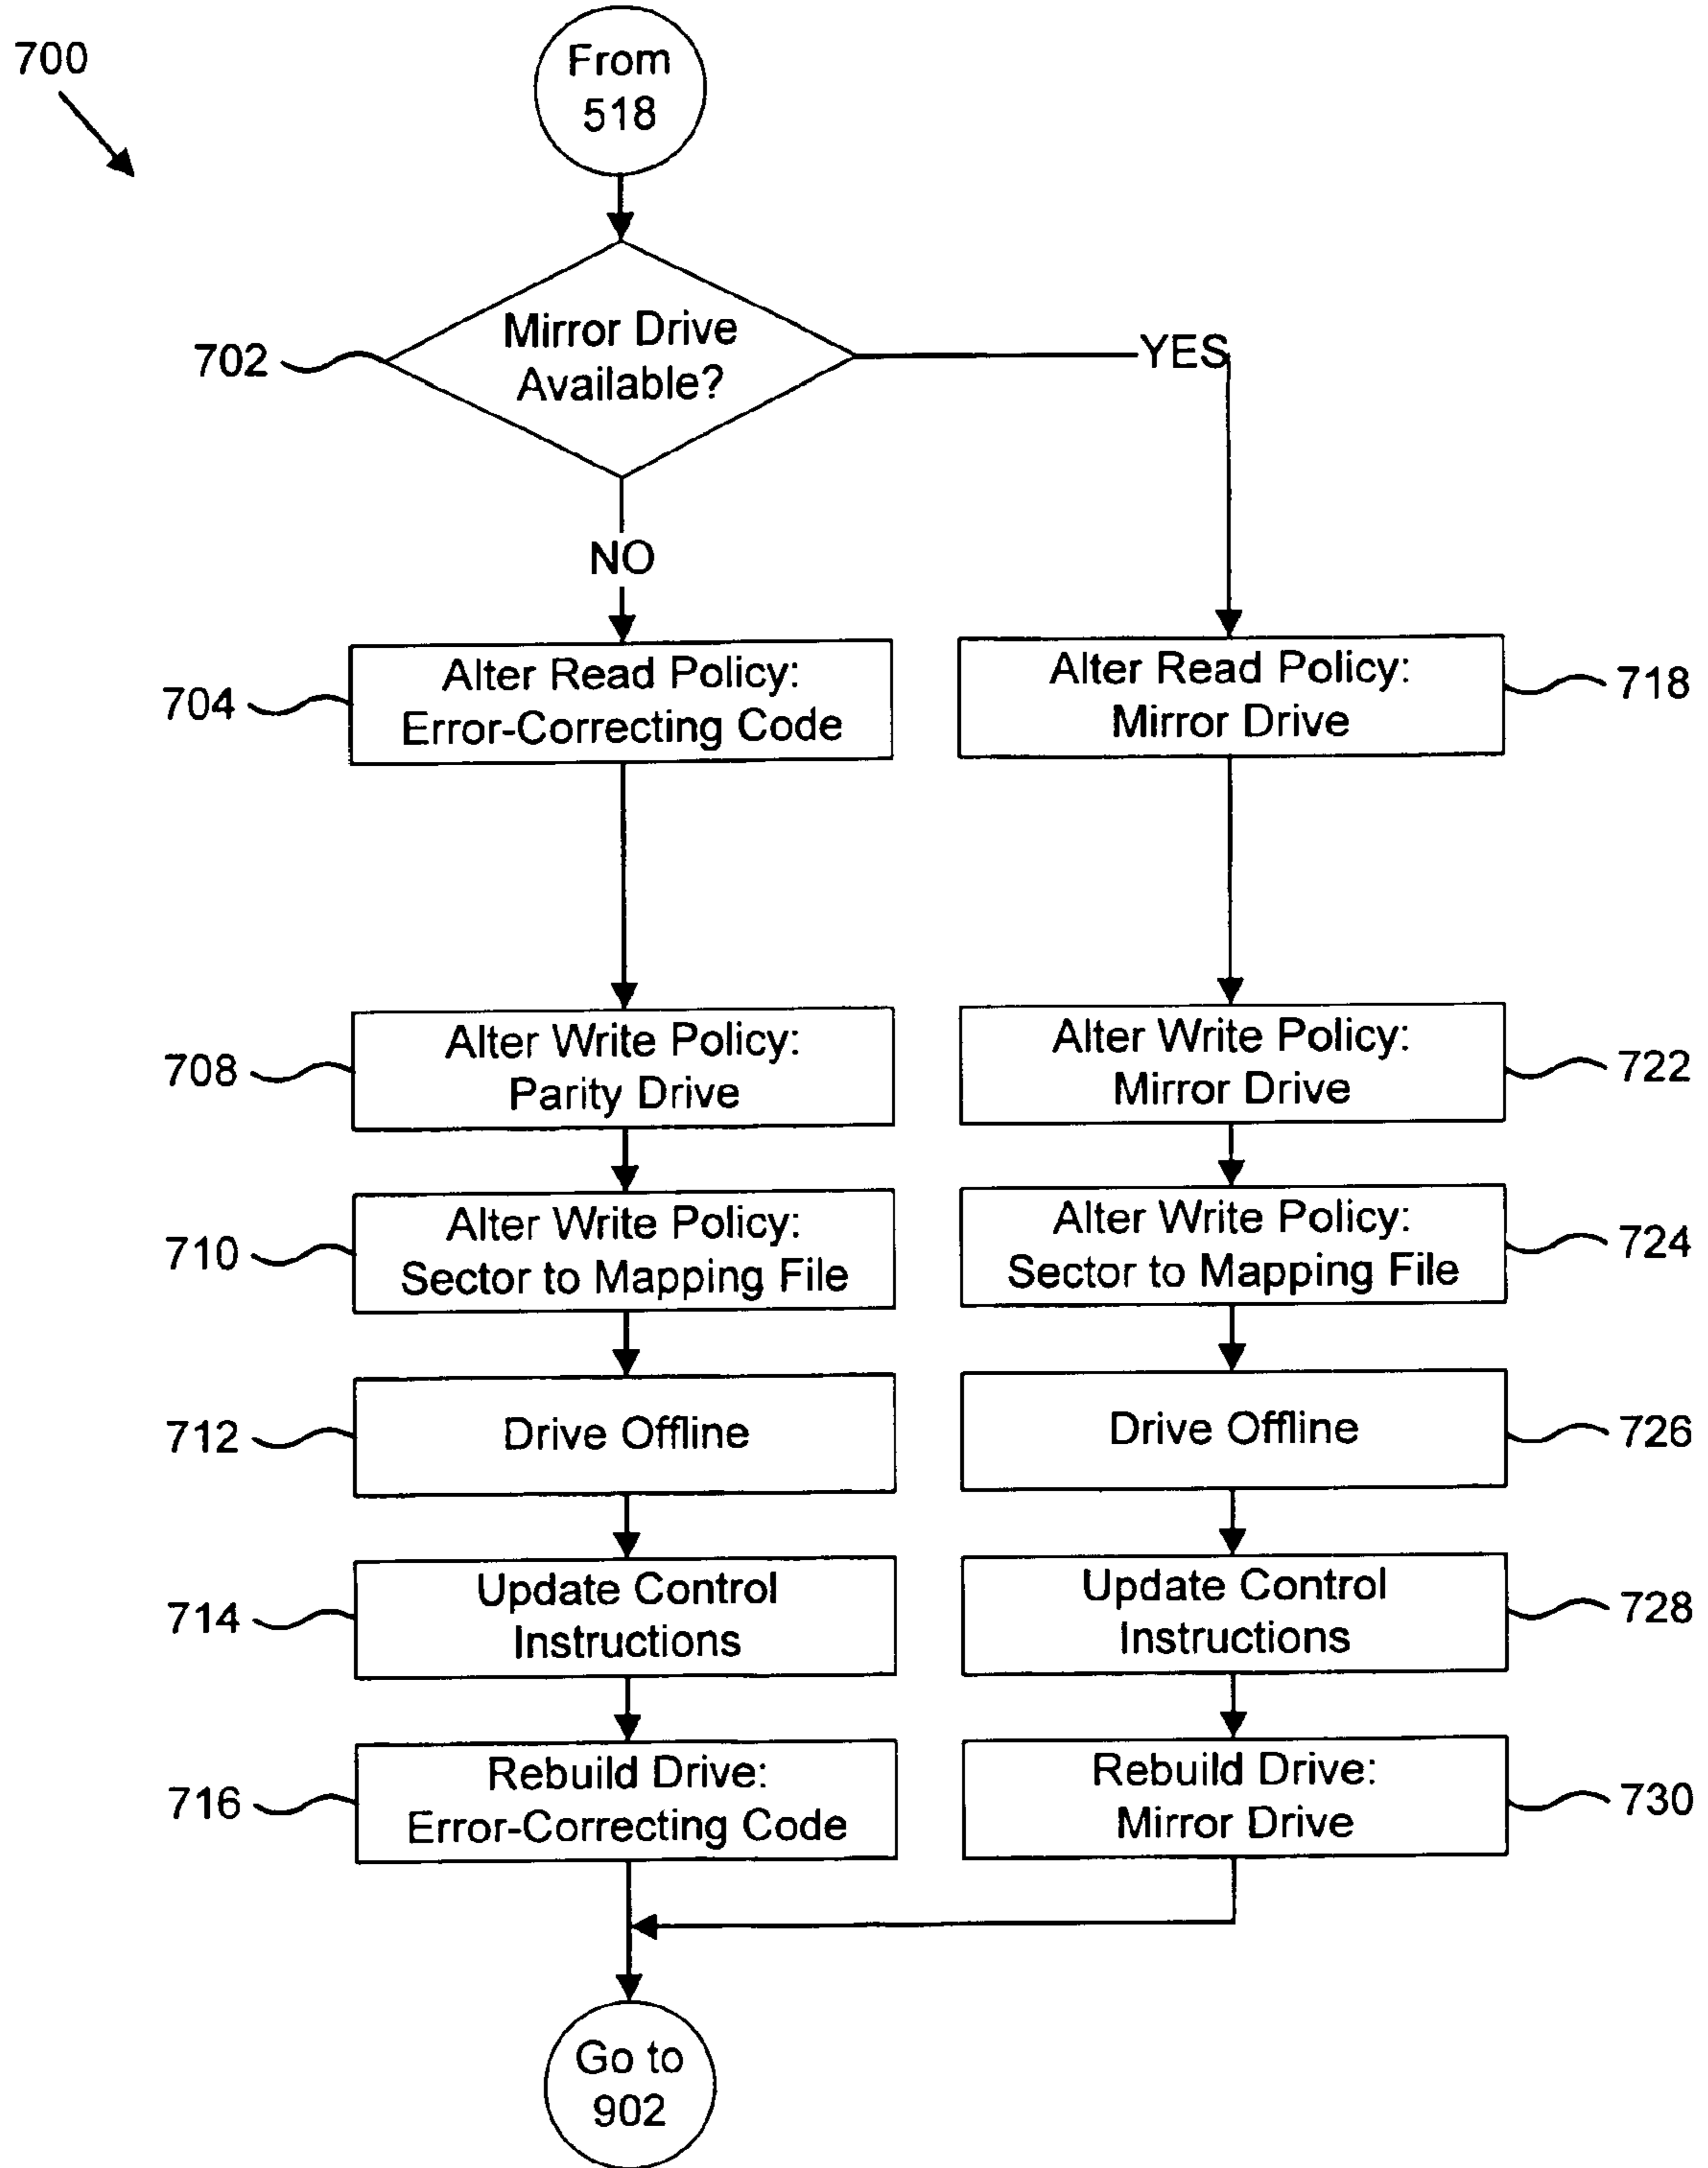 700
From
518
702
Mirror Drive
Available?
YES
NO
704
Alter Read Policy:
Error-Correcting Code
Alter Read Policy:
Mirror Drive
718
708
Alter Write Policy:
Parity Drive
Alter Write Policy:
Mirror Drive
722
710
Alter Write Policy:
Sector to Mapping File
Alter Write Policy:
Sector to Mapping File
724
712
Drive Offline
Drive Offline
726
714
Update Control
Instructions
Update Control
Instructions
728
716
Rebuild Drive:
Error-Correcting Code
Rebuild Drive:
Mirror Drive
730
Go to
902